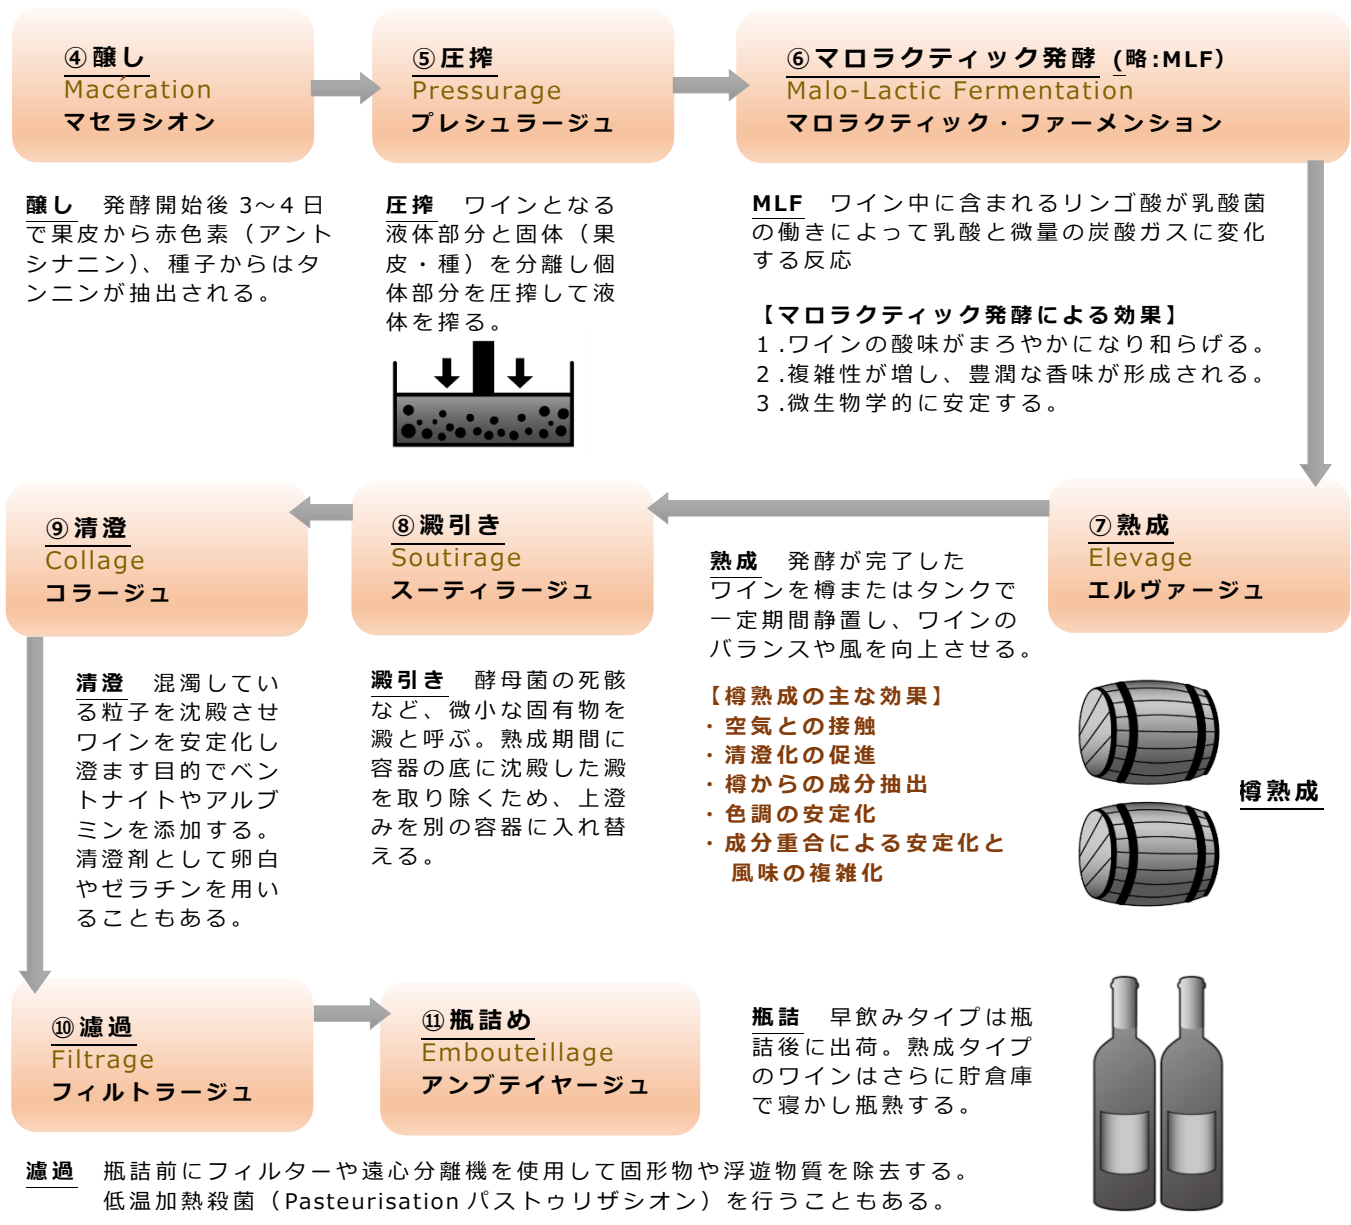 ④醸し
Macération
マセラシオン
⑤圧搾
Pressurage
プレシュラージュ
⑥マロラクティック発酵 (略:MLF)
Malo-Lactic Fermentation
マロラクティック・ファーメンション
醸し　発酵開始後 3～4 日
で果皮から赤色素（アント
シナニン)、種子からはタ
ンニンが抽出される。
圧搾　ワインとなる
液体部分と固体（果
皮・種）を分離し個
体部分を圧搾して液
体を搾る。
MLF　ワイン中に含まれるリンゴ酸が乳酸菌
の働きによって乳酸と微量の炭酸ガスに変化
する反応
【マロラクティック発酵による効果】
１.ワインの酸味がまろやかになり和らげる。
２.複雑性が増し、豊潤な香味が形成される。
３.微生物学的に安定する。
⑦熟成
Elevage
エルヴァージュ
熟成　発酵が完了した
ワインを樽またはタンクで
一定期間静置し、ワインの
バランスや風を向上させる。
【樽熟成の主な効果】
・空気との接触
・清澄化の促進
・樽からの成分抽出
・色調の安定化
・成分重合による安定化と
風味の複雑化
樽熟成
⑧澱引き
Soutirage
スーティラージュ
澱引き　酵母菌の死骸
など、微小な固有物を
澱と呼ぶ。熟成期間に
容器の底に沈殿した澱
を取り除くため、上澄
みを別の容器に入れ替
える。
⑨清澄
Collage
コラージュ
清澄　混濁してい
る粒子を沈殿させ
ワインを安定化し
澄ます目的でベン
トナイトやアルブ
ミンを添加する。
清澄剤として卵白
やゼラチンを用い
ることもある。
⑩濾過
Filtrage
フィルトラージュ
⑪瓶詰め
Embouteillage
アンブテイヤージュ
瓶詰　早飲みタイプは瓶
詰後に出荷。熟成タイプ
のワインはさらに貯倉庫
で寝かし瓶熟する。
濾過　瓶詰前にフィルターや遠心分離機を使用して固形物や浮遊物質を除去する。
低温加熱殺菌（Pasteurisation パストゥリザシオン）を行うこともある。